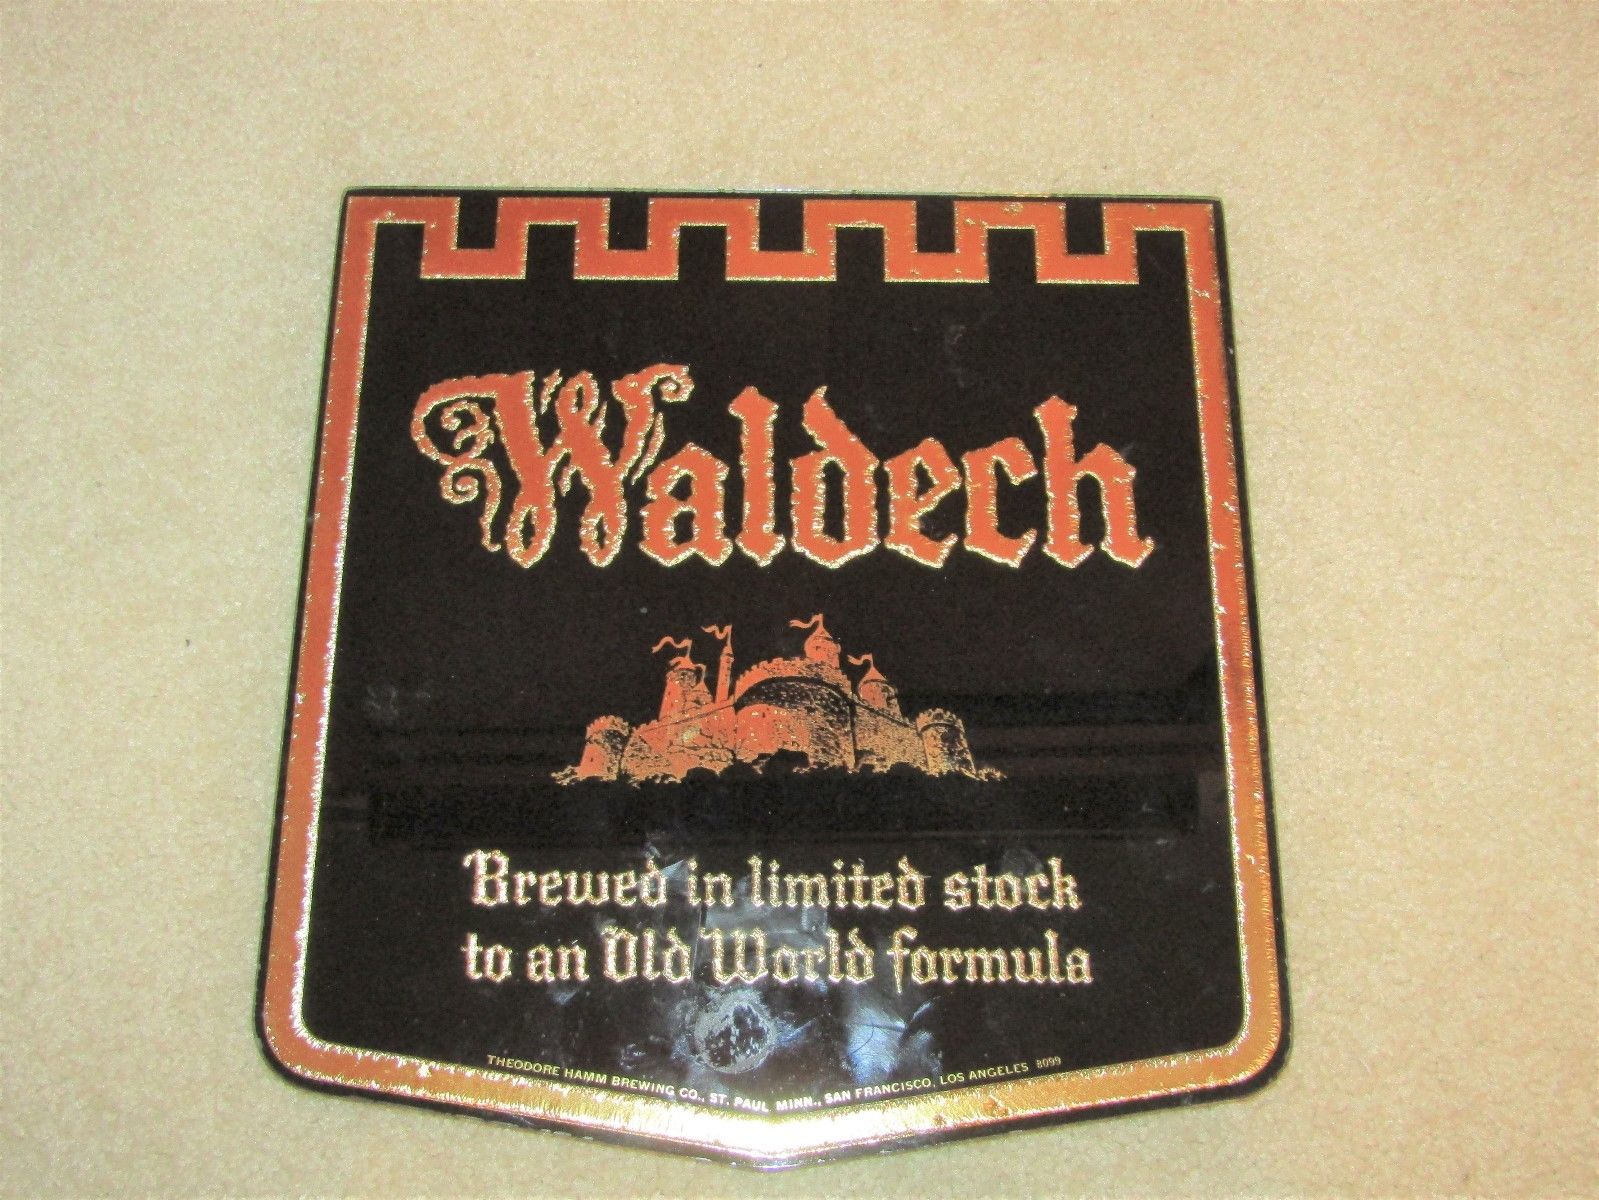 Waldech
Brewed in limited stock
to an Old World formula
THEODORE HAMM BREWING CO., ST. PAUL MINN., SAN FRANCISCO, LOS ANGELES 8099